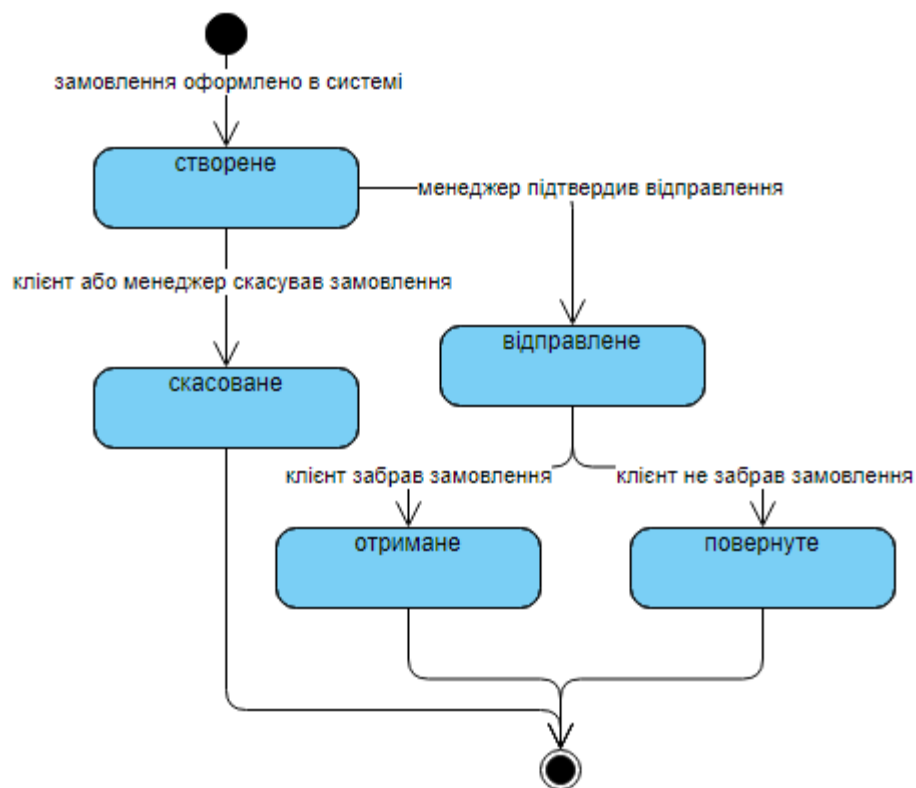 замовлення оформлено в системі
створене
менеджер підтвердив відправлення
клієнт або менеджер скасував замовлення
відправлене
скасоване
клієнт забрав замовлення
клієнт не забрав замовлення
отримане
повернуте